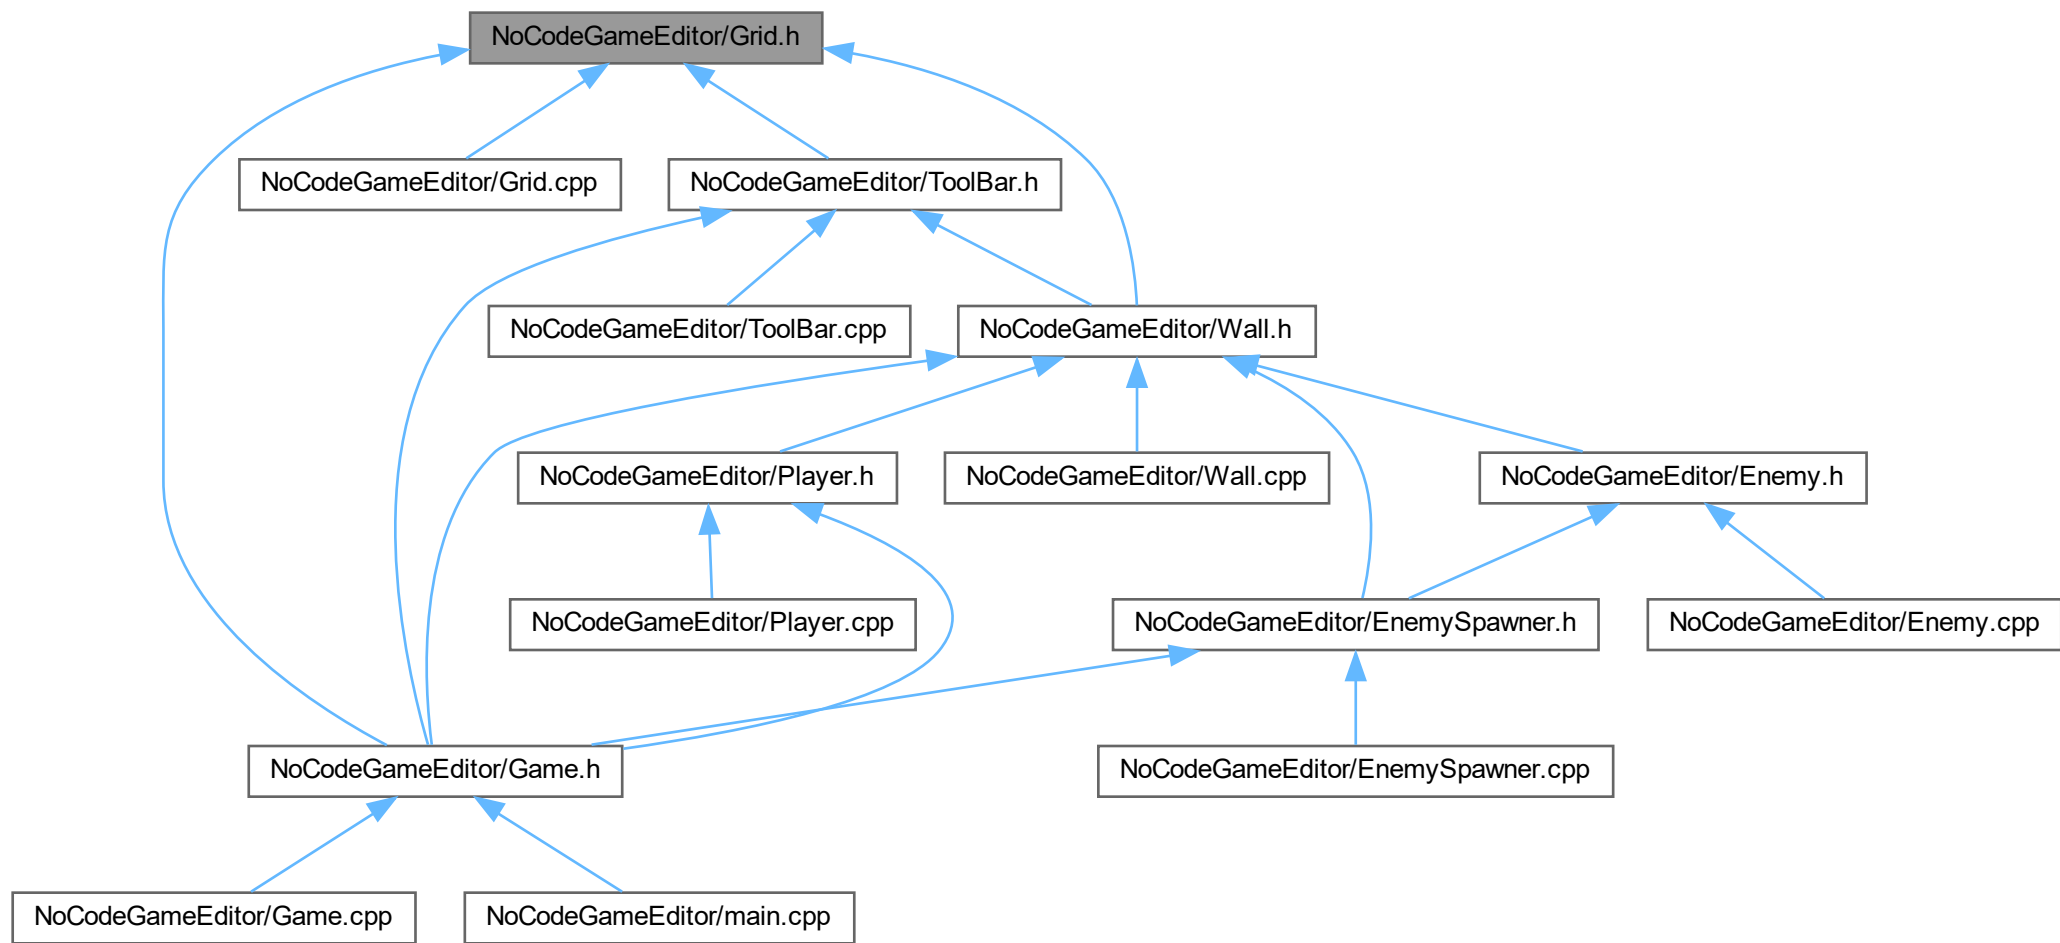 NoCodeGameEditor/Grid.h
NoCodeGameEditor/Grid.cpp
NoCodeGameEditor/ToolBar.h
NoCodeGameEditor/ToolBar.cpp
NoCodeGameEditor/Wall.h
NoCodeGameEditor/Player.h
NoCodeGameEditor/Wall.cpp
NoCodeGameEditor/Enemy.h
NoCodeGameEditor/Player.cpp
NoCodeGameEditor/EnemySpawner.h
NoCodeGameEditor/Enemy.cpp
NoCodeGameEditor/Game.h
NoCodeGameEditor/EnemySpawner.cpp
NoCodeGameEditor/Game.cpp
NoCodeGameEditor/main.cpp